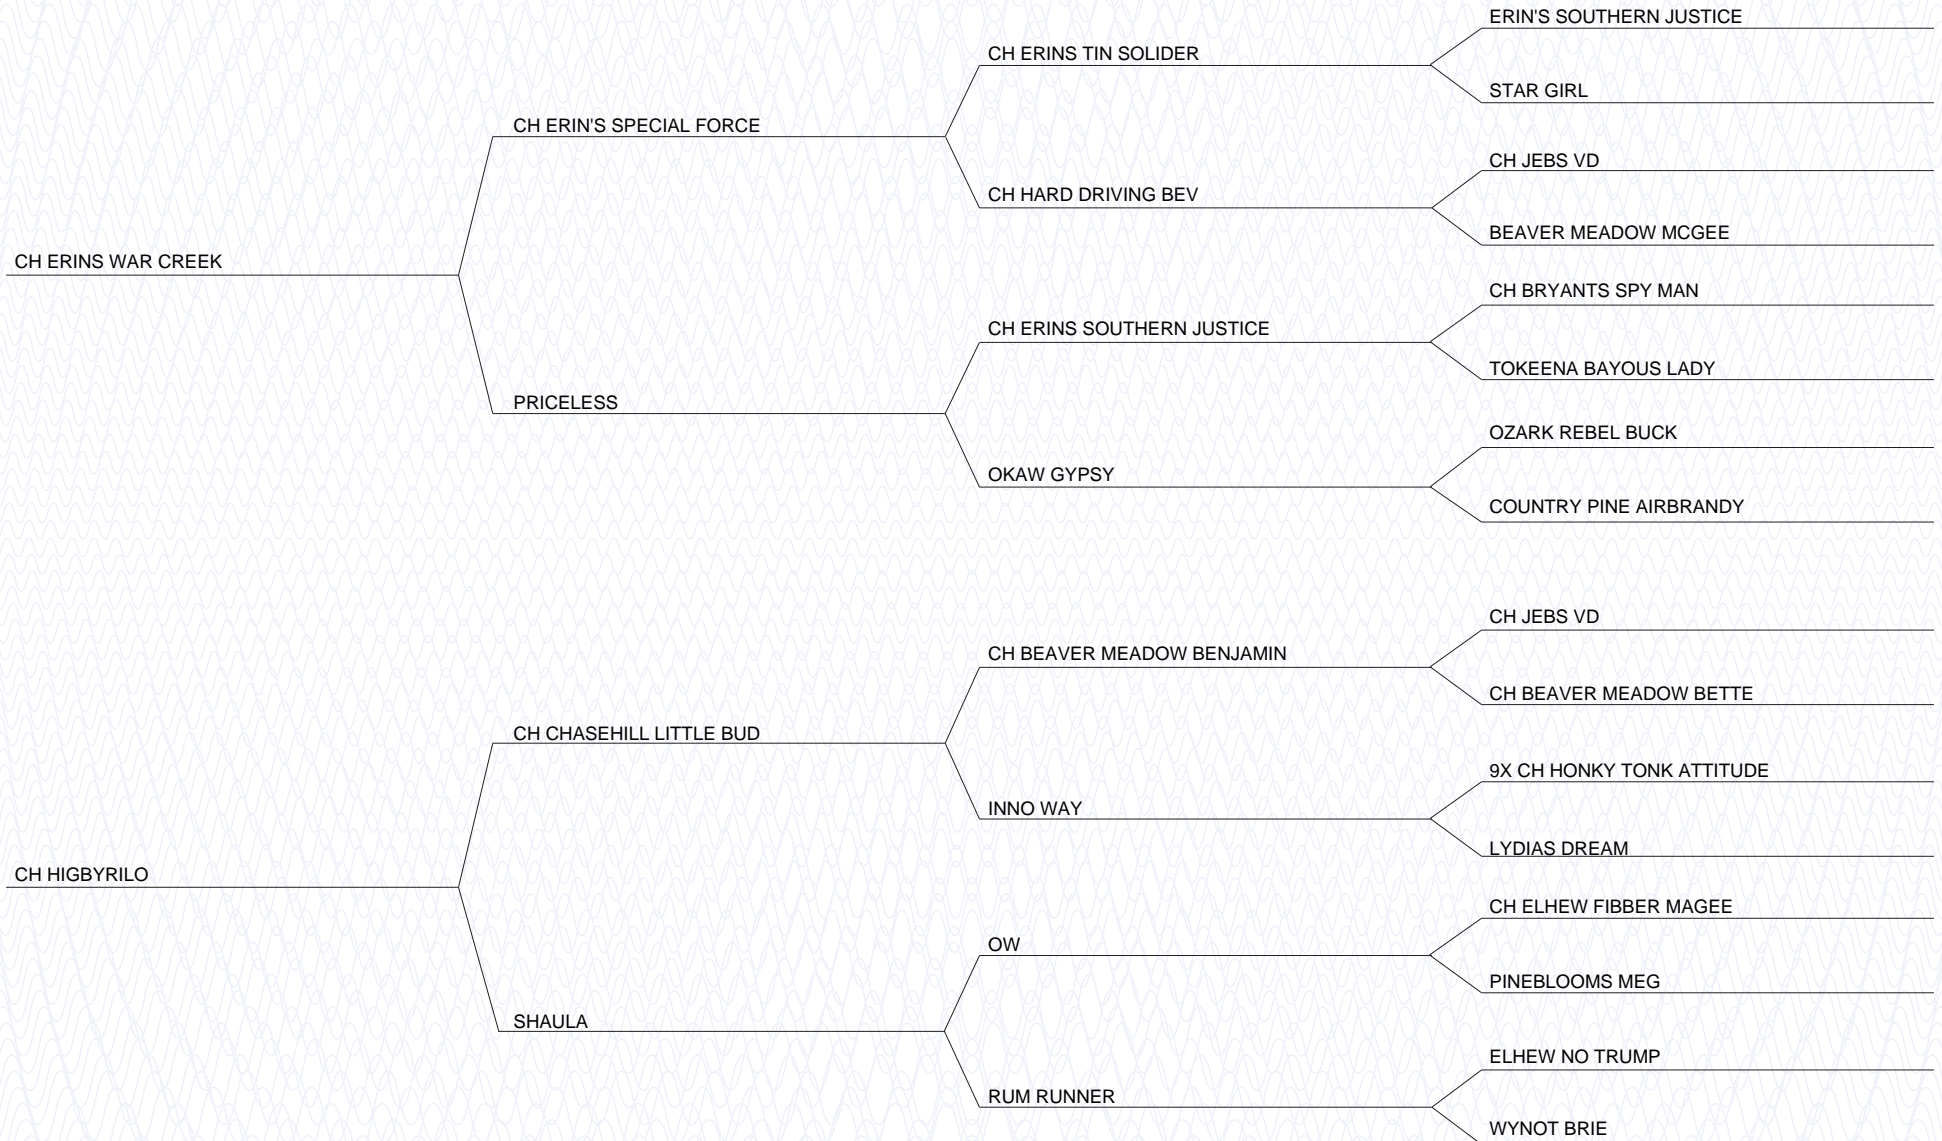 ERIN'S SOUTHERN JUSTICE
CH ERINS TIN SOLIDER
STAR GIRL
CH ERIN'S SPECIAL FORCE
CH JEBS VD
CH HARD DRIVING BEV
BEAVER MEADOW MCGEE
CH ERINS WAR CREEK
CH BRYANTS SPY MAN
CH ERINS SOUTHERN JUSTICE
TOKEENA BAYOUS LADY
PRICELESS
OZARK REBEL BUCK
OKAW GYPSY
COUNTRY PINE AIRBRANDY
CH JEBS VD
CH BEAVER MEADOW BENJAMIN
CH BEAVER MEADOW BETTE
CH CHASEHILL LITTLE BUD
9X CH HONKY TONK ATTITUDE
INNO WAY
LYDIAS DREAM
CH HIGBYRILO
CH ELHEW FIBBER MAGEE
OW
PINEBLOOMS MEG
SHAULA
ELHEW NO TRUMP
RUM RUNNER
WYNOT BRIE